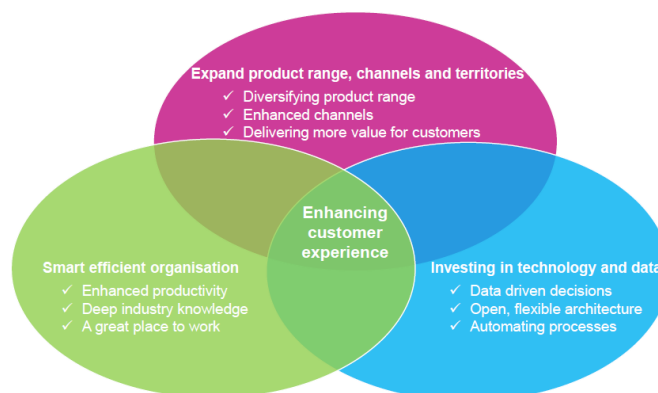 Expand product range, channels and territories
✓ Diversifying product range
✓ Enhanced channels
✓ Delivering more value for customers
Enhancing
customer
experience
Smart efficient organisation
✓ Enhanced productivity
✓ Deep industry knowledge
✓ A great place to work
Investing in technology and data
✓ Data driven decisions
✓ Open, flexible architecture
✓ Automating processes